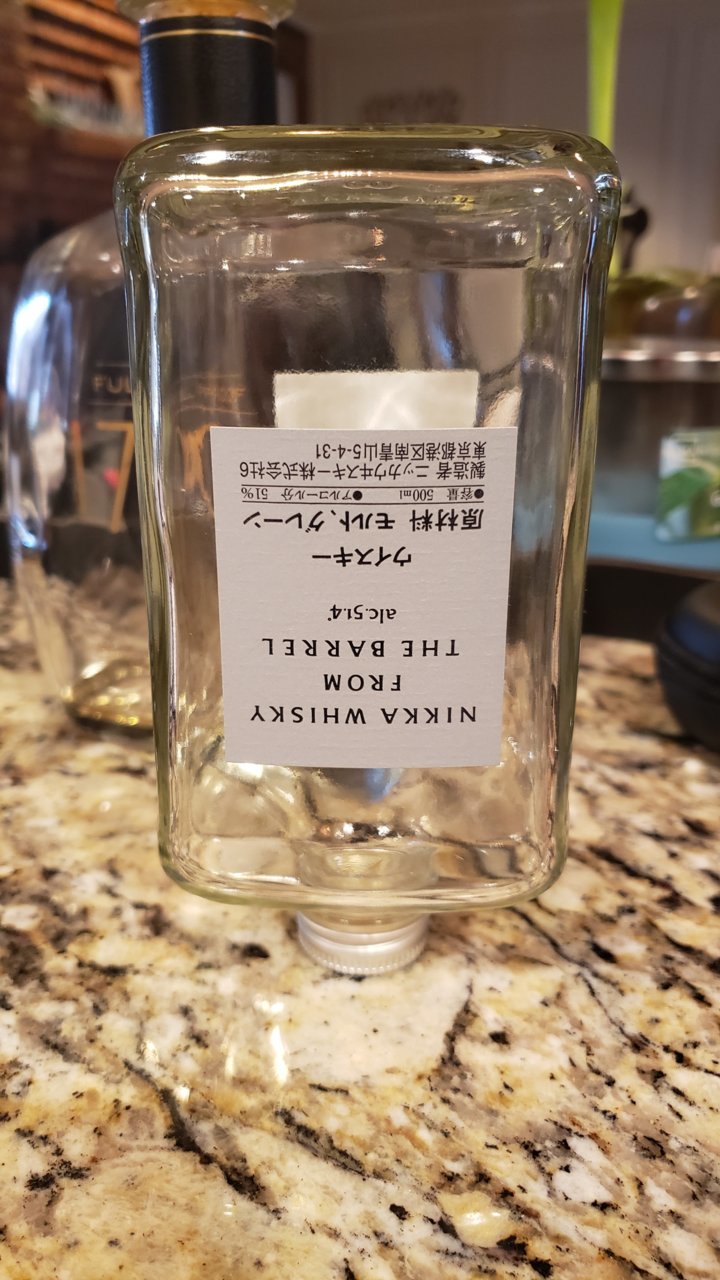 NIKKA WHISKY
FROM
THE BARREL
alc.51.4°
ウイスキー
原材料 モルト、グレーン
●容量 500ml ●アルコール分 51%
製造者 ニッカウヰスキー株式会社6
東京都港区南青山5-4-31
17